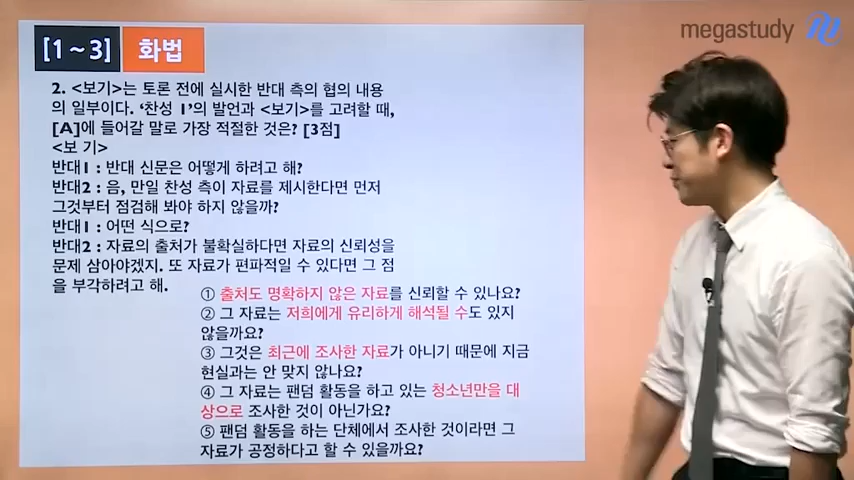 megastudy
[1 ~ 3] 화법
2. <보기>는 토론 전에 실시한 반대 측의 협의 내용
의 일부이다. ‘찬성 1’의 발언과 <보기>를 고려할 때,
[A]에 들어갈 말로 가장 적절한 것은? [3점]
<보 기>
반대1 : 반대 신문은 어떻게 하려고 해?
반대2 : 음, 만일 찬성 측이 자료를 제시한다면 먼저
그것부터 점검해 봐야 하지 않을까?
반대1 : 어떤 식으로?
반대2 : 자료의 출처가 불확실하다면 자료의 신뢰성을
문제 삼아야겠지. 또 자료가 편파적일 수 있다면 그 점
을 부각하려고 해.
① 출처도 명확하지 않은 자료를 신뢰할 수 있나요?
② 그 자료는 저희에게 유리하게 해석될 수도 있지
않을까요?
③ 그것은 최근에 조사한 자료가 아니기 때문에 지금
현실과는 안 맞지 않나요?
④ 그 자료는 팬덤 활동을 하고 있는 청소년만을 대
상으로 조사한 것이 아닌가요?
⑤ 팬덤 활동을 하는 단체에서 조사한 것이라면 그
자료가 공정하다고 할 수 있을까요?